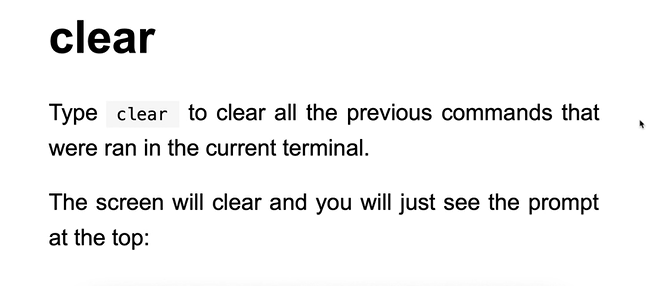 clear
Type clear to clear all the previous commands that
were ran in the current terminal.
The screen will clear and you will just see the prompt
at the top: